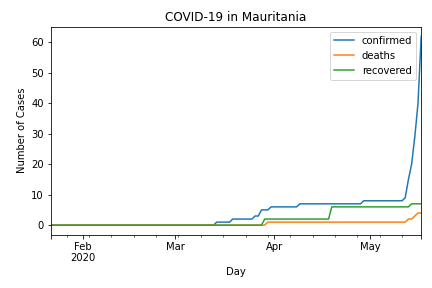 COVID-19 in Mauritania
confirmed
deaths
recovered
Number of Cases
60
50
40
30
20
10
0
Feb Mar Apr May
2020
Day